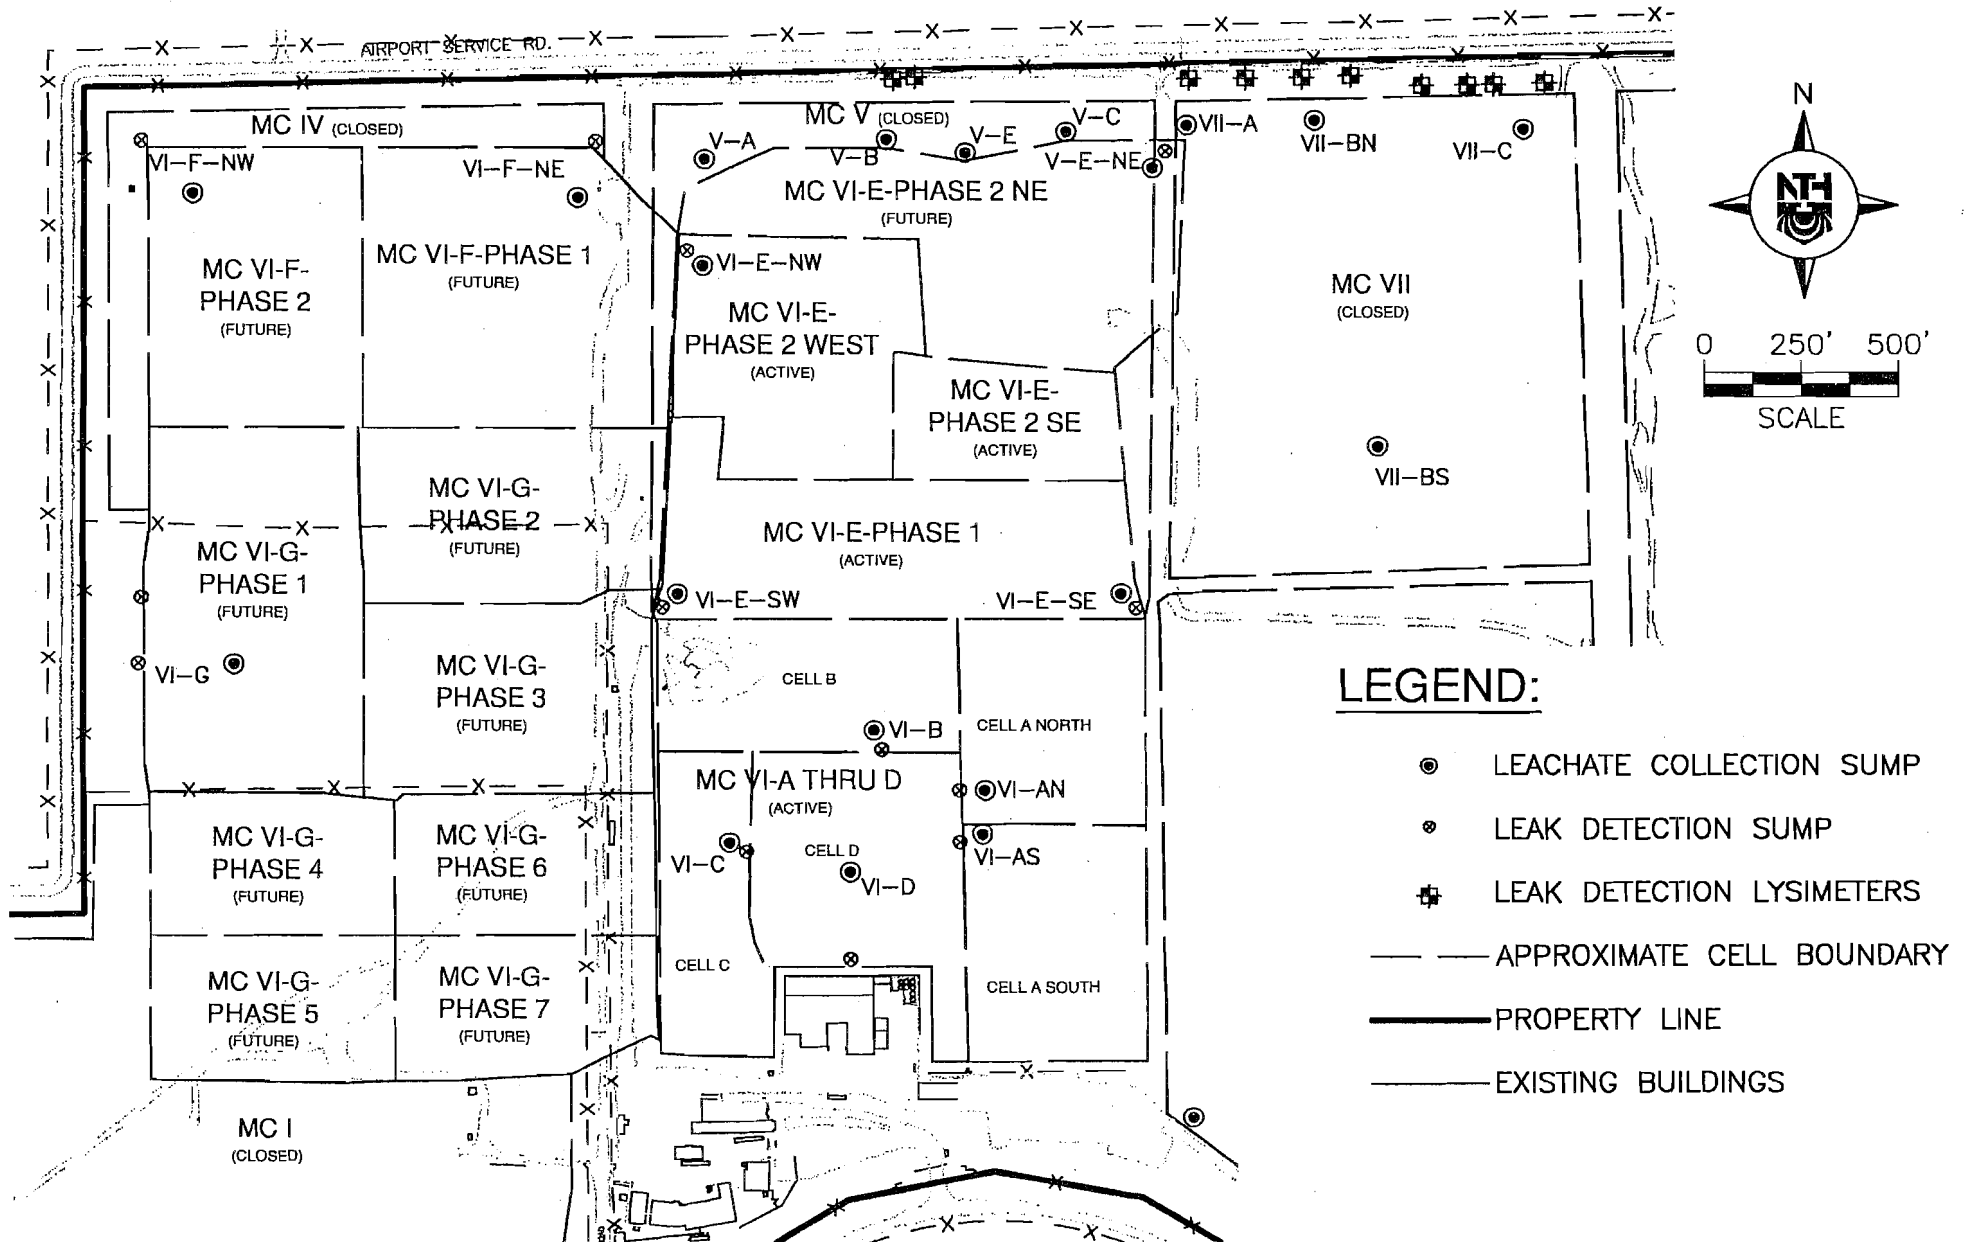 AIRPORT SERVICE RD.
MC IV (CLOSED)
MC V (CLOSED)
V-A
V-B
V-E
V-C
V-E-NE
VII-A
VII-BN
VII-C
VI-F-NW
VI-F-NE
MC VI-E-PHASE 2 NE
(FUTURE)
N
NTH
MC VI-F-
PHASE 2
(FUTURE)
MC VI-F-PHASE 1
(FUTURE)
VI-E-NW
MC VI-E-
PHASE 2 WEST
(ACTIVE)
MC VII
(CLOSED)
0 250' 500'
SCALE
MC VI-E-
PHASE 2 SE
(ACTIVE)
VII-BS
MC VI-G-
PHASE 2
(FUTURE)
MC VI-G-
PHASE 1
(FUTURE)
MC VI-E-PHASE 1
(ACTIVE)
VI-E-SW
VI-E-SE
VI-G
MC VI-G-
PHASE 3
(FUTURE)
CELL B
VI-B
CELL A NORTH
MC VI-A THRU D
(ACTIVE)
VI-AN
VI-AS
VI-C
CELL D
VI-D
MC VI-G-
PHASE 4
(FUTURE)
MC VI-G-
PHASE 6
(FUTURE)
CELL C
CELL A SOUTH
MC VI-G-
PHASE 5
(FUTURE)
MC VI-G-
PHASE 7
(FUTURE)
MC I
(CLOSED)
LEGEND:
LEACHATE COLLECTION SUMP
LEAK DETECTION SUMP
LEAK DETECTION LYSIMETERS
APPROXIMATE CELL BOUNDARY
PROPERTY LINE
EXISTING BUILDINGS